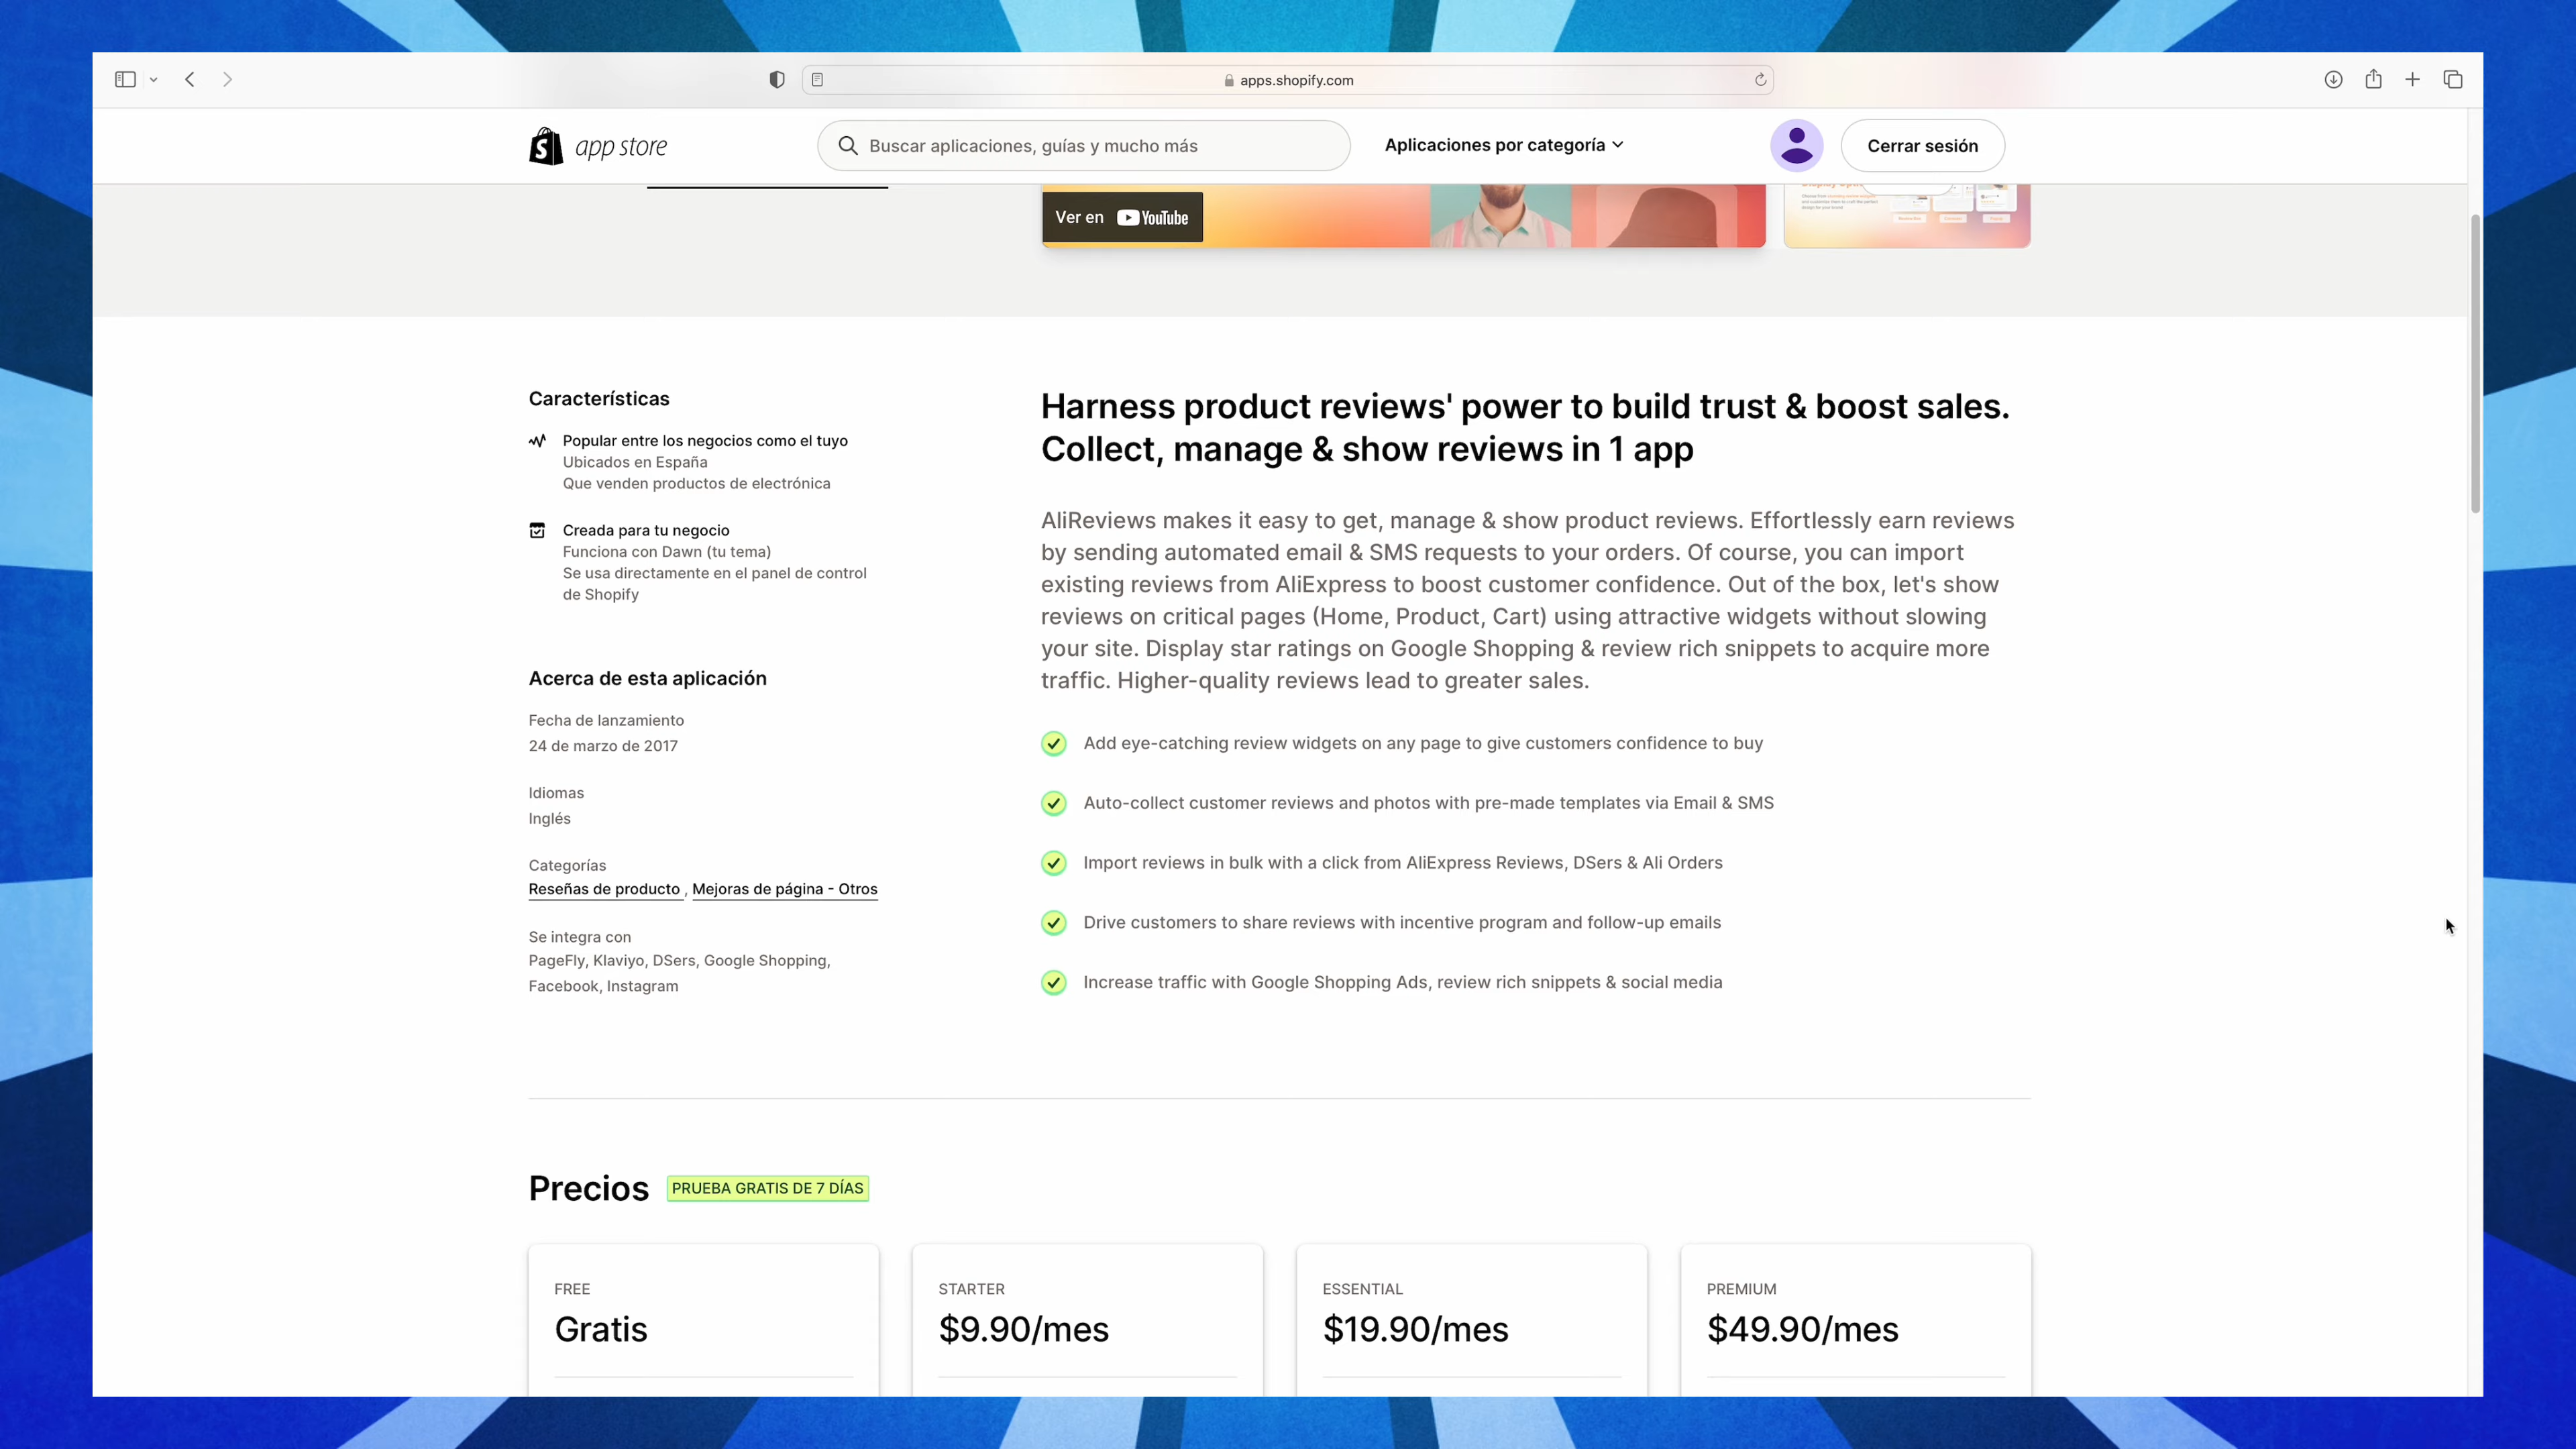 apps.shopify.com
app store
Buscar aplicaciones, guías y mucho más
Aplicaciones por categoría
Cerrar sesión
Ver en YouTube
Características
Popular entre los negocios como el tuyo
Ubicados en España
Que venden productos de electrónica
Creada para tu negocio
Funciona con Dawn (tu tema)
Se usa directamente en el panel de control
de Shopify
Acerca de esta aplicación
Fecha de lanzamiento
24 de marzo de 2017
Idiomas
Inglés
Categorías
Reseñas de producto , Mejoras de página - Otros
Se integra con
PageFly, Klaviyo, DSers, Google Shopping,
Facebook, Instagram
Harness product reviews' power to build trust & boost sales.
Collect, manage & show reviews in 1 app
AliReviews makes it easy to get, manage & show product reviews. Effortlessly earn reviews
by sending automated email & SMS requests to your orders. Of course, you can import
existing reviews from AliExpress to boost customer confidence. Out of the box, let's show
reviews on critical pages (Home, Product, Cart) using attractive widgets without slowing
your site. Display star ratings on Google Shopping & review rich snippets to acquire more
traffic. Higher-quality reviews lead to greater sales.
Add eye-catching review widgets on any page to give customers confidence to buy
Auto-collect customer reviews and photos with pre-made templates via Email & SMS
Import reviews in bulk with a click from AliExpress Reviews, DSers & Ali Orders
Drive customers to share reviews with incentive program and follow-up emails
Increase traffic with Google Shopping Ads, review rich snippets & social media
Precios
PRUEBA GRATIS DE 7 DÍAS
FREE
Gratis
STARTER
$9.90/mes
ESSENTIAL
$19.90/mes
PREMIUM
$49.90/mes